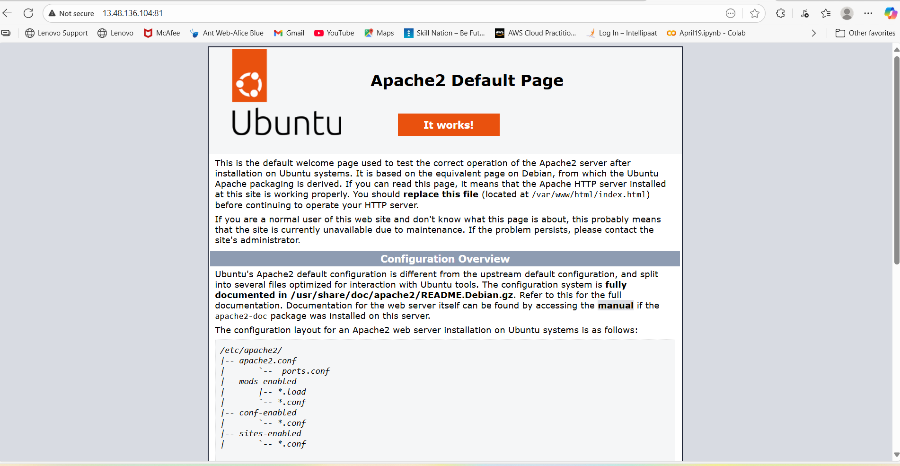 Not secure 13.48.136.104:81
Lenovo Support Lenovo McAfee Ant Web-Alice Blue Gmail YouTube Maps Skill Nation – Be Fut... AWS Cloud Practitio... Log In – Intellipaat April19.ipynb - Colab Other favorites
Apache2 Default Page
Ubuntu
It works!
This is the default welcome page used to test the correct operation of the Apache2 server after
installation on Ubuntu systems. It is based on the equivalent page on Debian, from which the Ubuntu
Apache packaging is derived. If you can read this page, it means that the Apache HTTP server installed
at this site is working properly. You should replace this file (located at /var/www/html/index.html)
before continuing to operate your HTTP server.
If you are a normal user of this web site and don't know what this page is about, this probably means
that the site is currently unavailable due to maintenance. If the problem persists, please contact the
site's administrator.
Configuration Overview
Ubuntu's Apache2 default configuration is different from the upstream default configuration, and split
into several files optimized for interaction with Ubuntu tools. The configuration system is fully
documented in /usr/share/doc/apache2/README.Debian.gz. Refer to this for the full
documentation. Documentation for the web server itself can be found by accessing the manual if the
apache2-doc package was installed on this server.
The configuration layout for an Apache2 web server installation on Ubuntu systems is as follows:
/etc/apache2/
|-- apache2.conf
|       `-- ports.conf
|-- mods-enabled
|       |-- *.load
|       `-- *.conf
|-- conf-enabled
|       `-- *.conf
|-- sites-enabled
|       `-- *.conf